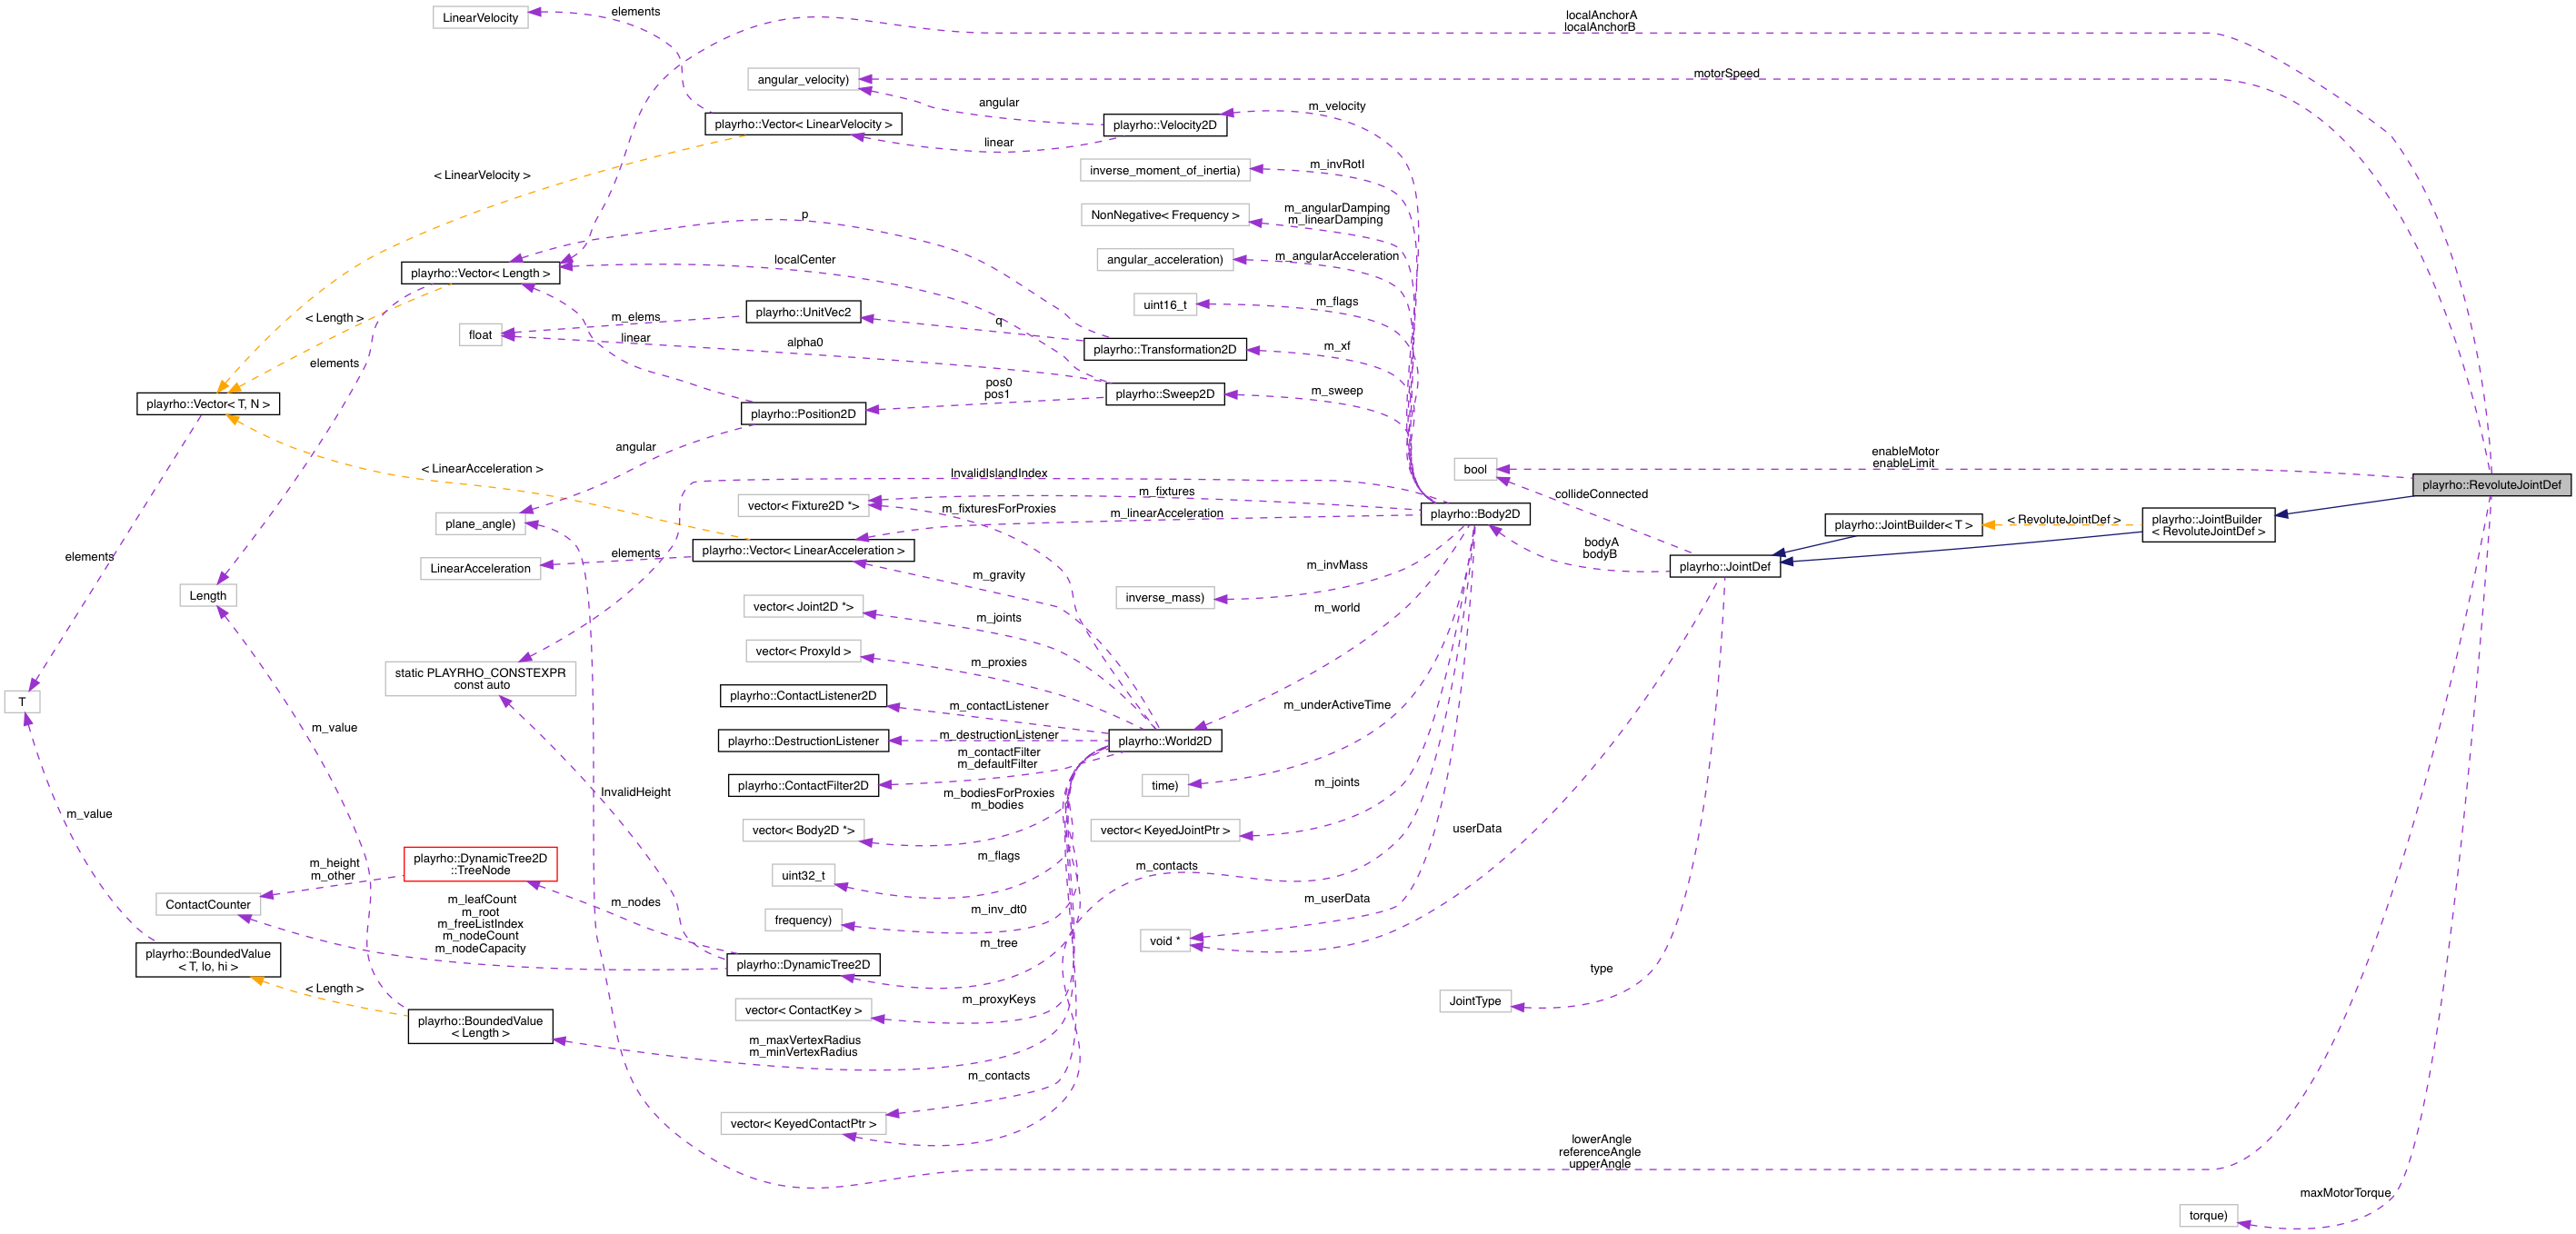 LinearVelocity
elements
localAnchorA
localAnchorB
angular_velocity)
motorSpeed
angular
m_velocity
playrho::Vector< LinearVelocity >
playrho::Velocity2D
linear
< LinearVelocity >
inverse_moment_of_inertia)
m_invRotI
p
NonNegative< Frequency >
m_angularDamping
m_linearDamping
localCenter
angular_acceleration)
m_angularAcceleration
playrho::Vector< Length >
uint16_t
m_flags
< Length >
m_elems
playrho::UnitVec2
q
float
linear
alpha0
playrho::Transformation2D
m_xf
elements
pos0
pos1
playrho::Sweep2D
m_sweep
playrho::Vector< T, N >
playrho::Position2D
angular
< LinearAcceleration >
InvalidIslandIndex
bool
enableMotor
enableLimit
playrho::RevoluteJointDef
collideConnected
vector< Fixture2D *>
m_fixtures
m_fixturesForProxies
m_linearAcceleration
playrho::Body2D
plane_angle)
playrho::JointBuilder< T >
< RevoluteJointDef >
playrho::JointBuilder
< RevoluteJointDef >
elements
elements
playrho::Vector< LinearAcceleration >
bodyA
bodyB
LinearAcceleration
m_invMass
playrho::JointDef
m_gravity
Length
inverse_mass)
vector< Joint2D *>
m_joints
m_world
vector< ProxyId >
m_proxies
static PLAYRHO_CONSTEXPR
const auto
T
playrho::ContactListener2D
m_contactListener
m_underActiveTime
m_value
playrho::DestructionListener
m_destructionListener
playrho::World2D
m_contactFilter
m_defaultFilter
playrho::ContactFilter2D
time)
m_joints
InvalidHeight
m_bodiesForProxies
m_bodies
m_value
vector< Body2D *>
vector< KeyedJointPtr >
userData
m_height
m_other
playrho::DynamicTree2D
::TreeNode
m_flags
m_contacts
uint32_t
ContactCounter
m_leafCount
m_root
m_freeListIndex
m_nodeCount
m_nodeCapacity
m_nodes
m_userData
frequency)
m_inv_dt0
m_tree
void *
playrho::BoundedValue
< T, lo, hi >
playrho::DynamicTree2D
type
< Length >
m_proxyKeys
vector< ContactKey >
JointType
playrho::BoundedValue
< Length >
m_maxVertexRadius
m_minVertexRadius
m_contacts
vector< KeyedContactPtr >
lowerAngle
referenceAngle
upperAngle
maxMotorTorque
torque)